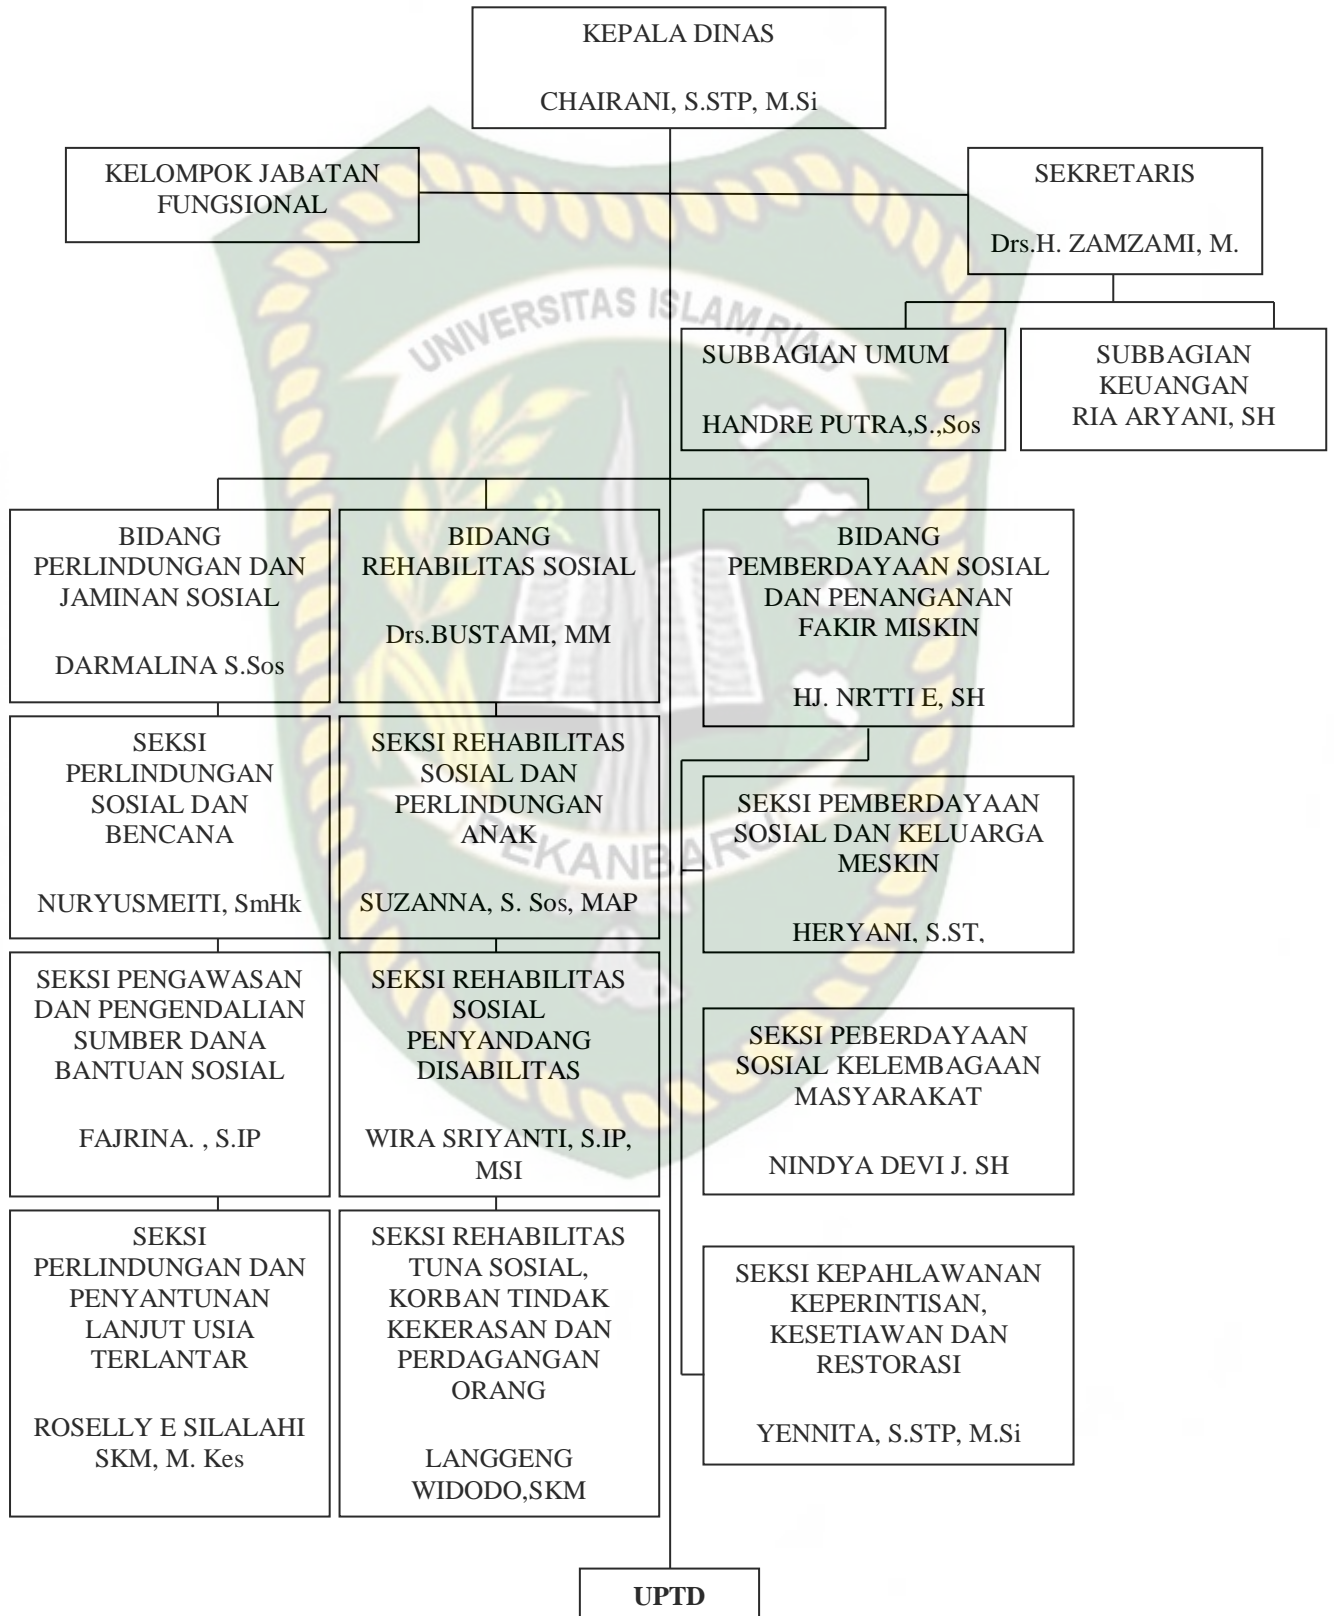 KEPALA DINAS
CHAIRANI, S.STP, M.Si
KELOMPOK JABATAN
FUNGSIONAL
SEKRETARIS
Drs.H. ZAMZAMI, M.
UNIVERSITAS ISLAM RIAU
SUBBAGIAN UMUM
HANDRE PUTRA,S.,Sos
SUBBAGIAN
KEUANGAN
RIA ARYANI, SH
BIDANG
PERLINDUNGAN DAN
JAMINAN SOSIAL
DARMALINA S.Sos
BIDANG
REHABILITAS SOSIAL
Drs.BUSTAMI, MM
BIDANG
PEMBERDAYAAN SOSIAL
DAN PENANGANAN
FAKIR MISKIN
HJ. NRTTI E, SH
SEKSI
PERLINDUNGAN
SOSIAL DAN
BENCANA
NURYUSMEITI, SmHk
SEKSI REHABILITAS
SOSIAL DAN
PERLINDUNGAN
ANAK
SUZANNA, S. Sos, MAP
SEKSI PEMBERDAYAAN
SOSIAL DAN KELUARGA
MESKIN
HERYANI, S.ST,
PEKANBARU
SEKSI PENGAWASAN
DAN PENGENDALIAN
SUMBER DANA
BANTUAN SOSIAL
FAJRINA. , S.IP
SEKSI REHABILITAS
SOSIAL
PENYANDANG
DISABILITAS
WIRA SRIYANTI, S.IP,
MSI
SEKSI PEBERDAYAAN
SOSIAL KELEMBAGAAN
MASYARAKAT
NINDYA DEVI J. SH
SEKSI
PERLINDUNGAN DAN
PENYANTUNAN
LANJUT USIA
TERLANTAR
ROSELLY E SILALAHI
SKM, M. Kes
SEKSI REHABILITAS
TUNA SOSIAL,
KORBAN TINDAK
KEKERASAN DAN
PERDAGANGAN
ORANG
LANGGENG
WIDODO,SKM
SEKSI KEPAHLAWANAN
KEPERINTISAN,
KESETIAWAN DAN
RESTORASI
YENNITA, S.STP, M.Si
UPTD